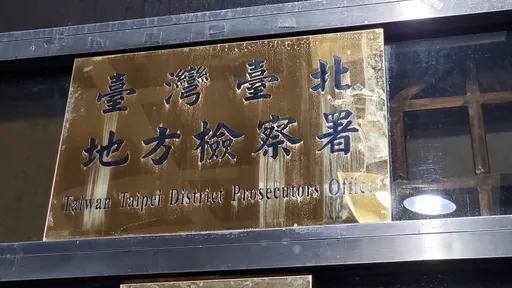 臺灣臺北
地方檢察署
Taiwan Taipei District Prosecutors Office